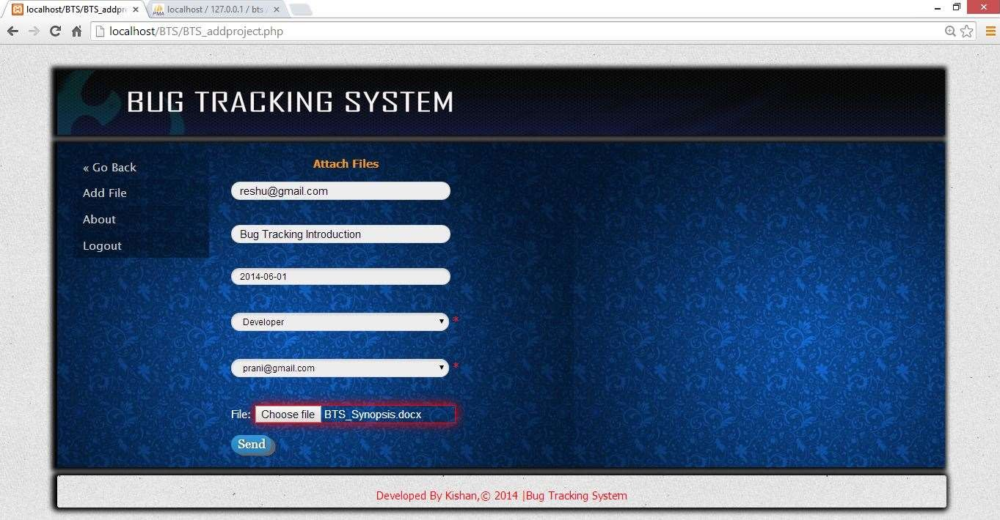 localhost/BTS/BTS_addpr
localhost / 127.0.0.1 / bts
localhost/BTS/BTS_addproject.php
BUG TRACKING SYSTEM
« Go Back
Add File
About
Logout
Attach Files
reshu@gmail.com
Bug Tracking Introduction
2014-06-01
Developer *
prani@gmail.com *
File: Choose file BTS_Synopsis.docx
Send
Developed By Kishan,© 2014 |Bug Tracking System